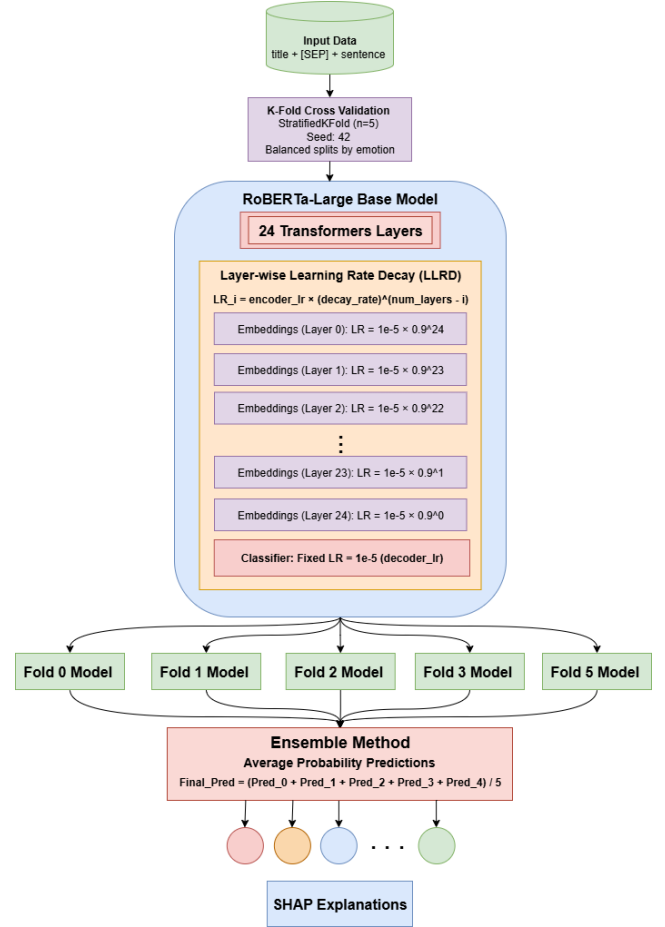 Input Data
title + [SEP] + sentence
K-Fold Cross Validation
StratifiedKFold (n=5)
Seed: 42
Balanced splits by emotion
RoBERTa-Large Base Model
24 Transformers Layers
Layer-wise Learning Rate Decay (LLRD)
LR_i = encoder_lr × (decay_rate)^(num_layers - i)
Embeddings (Layer 0): LR = 1e-5 × 0.9^24
Embeddings (Layer 1): LR = 1e-5 × 0.9^23
Embeddings (Layer 2): LR = 1e-5 × 0.9^22
Embeddings (Layer 23): LR = 1e-5 × 0.9^1
Embeddings (Layer 24): LR = 1e-5 × 0.9^0
Classifier: Fixed LR = 1e-5 (decoder_lr)
Fold 0 Model
Fold 1 Model
Fold 2 Model
Fold 3 Model
Fold 5 Model
Ensemble Method
Average Probability Predictions
Final_Pred = (Pred_0 + Pred_1 + Pred_2 + Pred_3 + Pred_4) / 5
SHAP Explanations